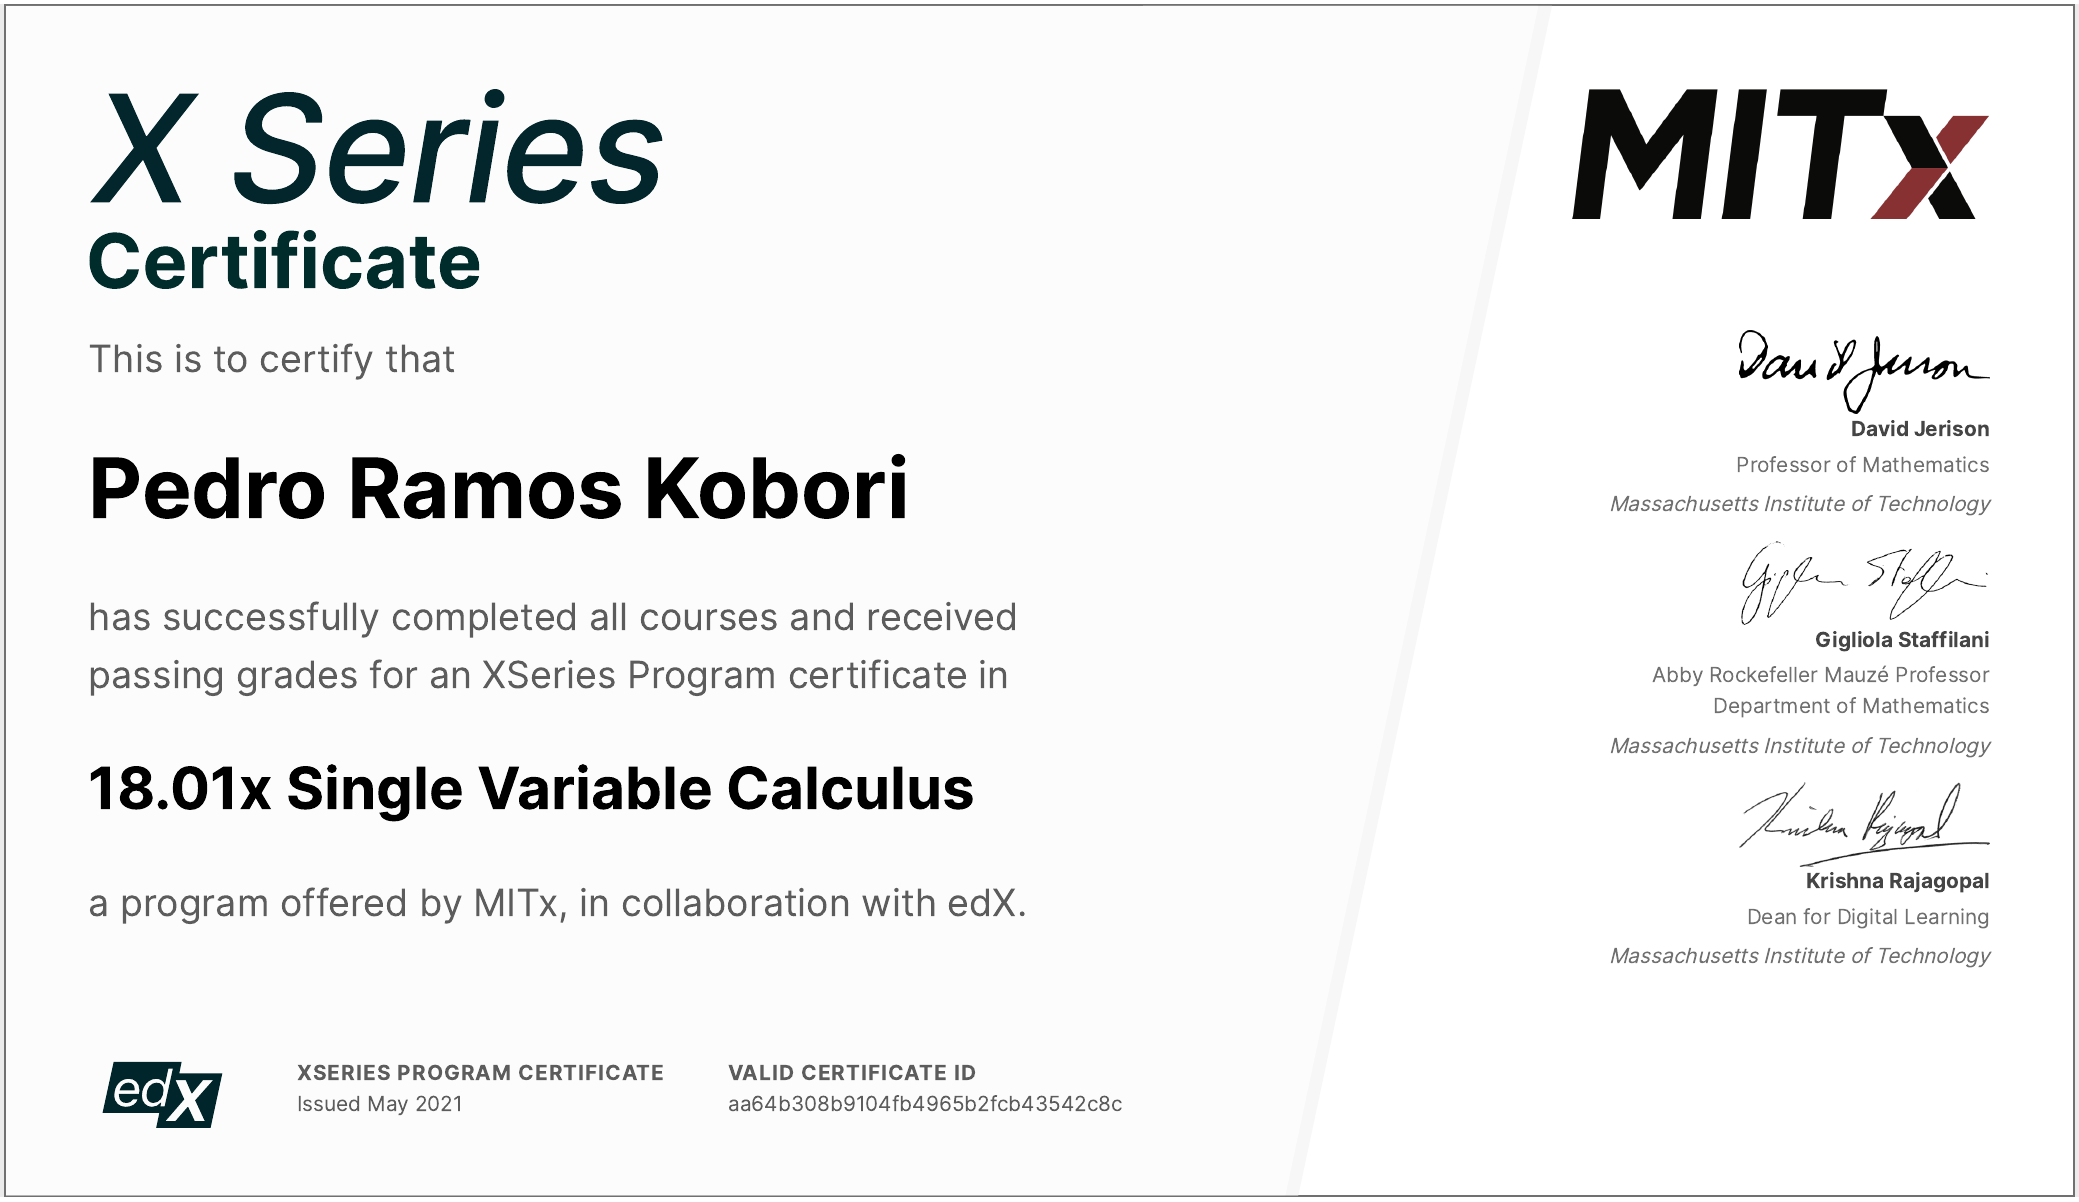 X Series
Certificate
This is to certify that
Pedro Ramos Kobori
has successfully completed all courses and received
passing grades for an XSeries Program certificate in
18.01x Single Variable Calculus
a program offered by MITx, in collaboration with edX.
edX
XSERIES PROGRAM CERTIFICATE
Issued May 2021
VALID CERTIFICATE ID
aa64b308b9104fb4965b2fcb43542c8c
MITx
David Jerison
David Jerison
Professor of Mathematics
Massachusetts Institute of Technology
Gigliola Staffilani
Abby Rockefeller Mauzé Professor
Department of Mathematics
Massachusetts Institute of Technology
Krishna Rajagopal
Krishna Rajagopal
Dean for Digital Learning
Massachusetts Institute of Technology